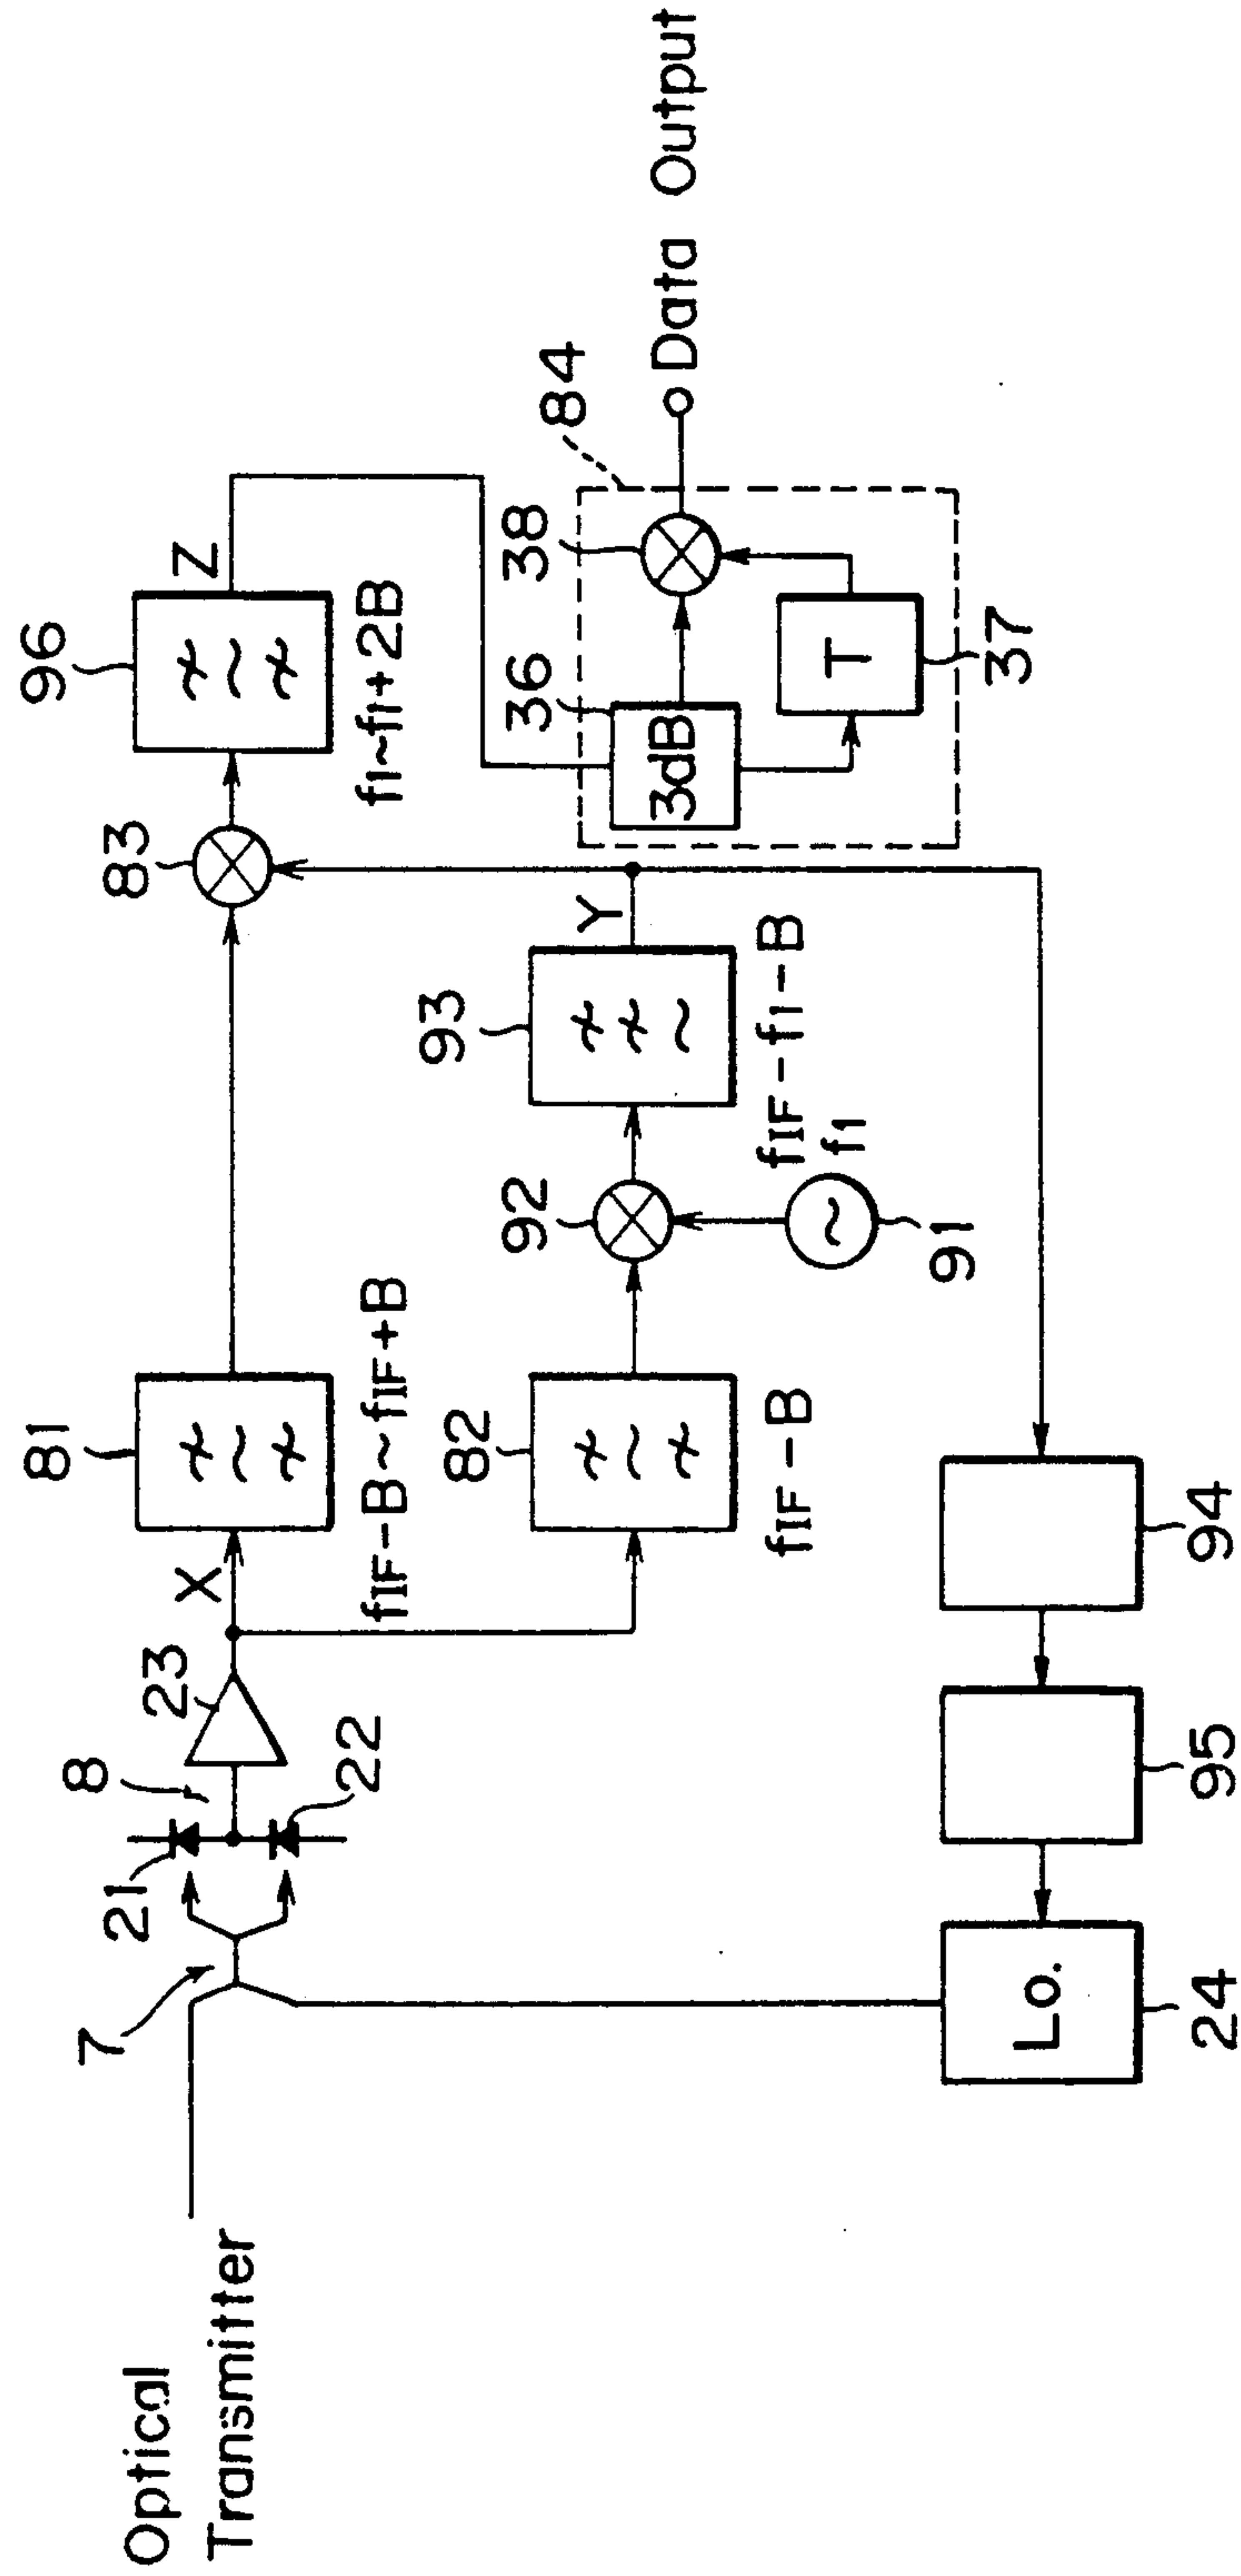 Optical
Transmitter
7
21
8
22
23
X
81
fIF-B~fIF+B
82
fIF-B
92
91
f1
93
fIF-f1-B
Y
83
96
f1~f1+2B
Z
36
3dB
38
T
37
84
Data Output
94
95
Lo.
24